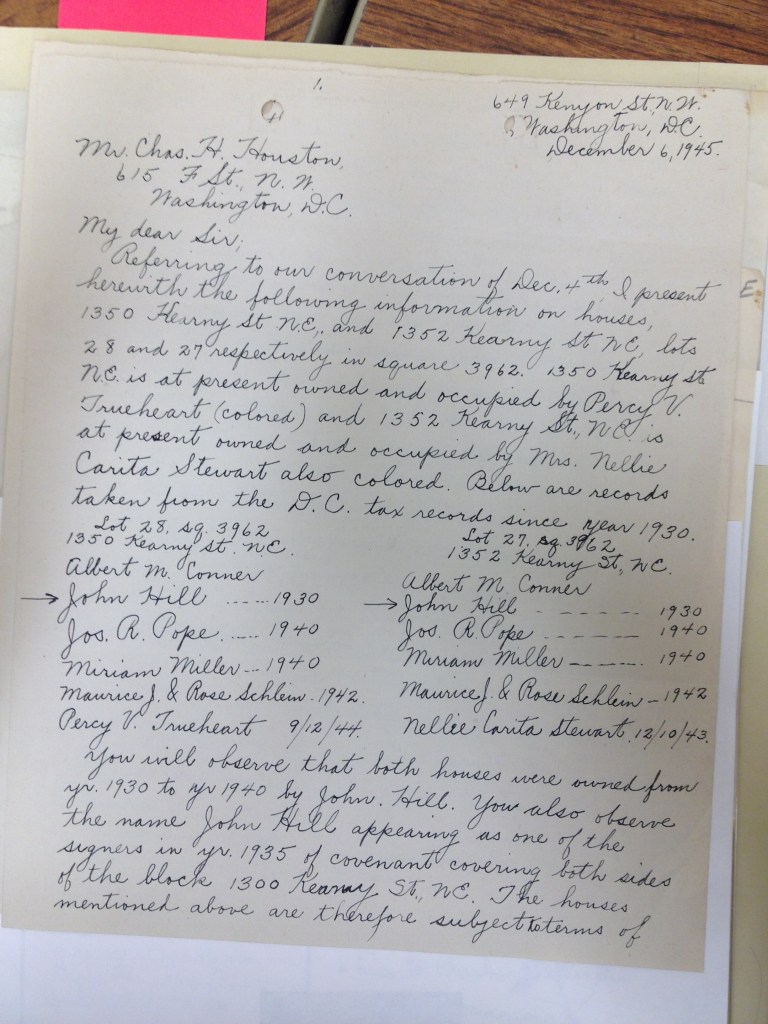 1.
649 Kenyon St., N.W.
Washington, D.C.
December 6, 1945.
Mr. Chas. H. Houston,
615 F St., N.W.
Washington, D.C.
My dear Sir;
Referring to our conversation of Dec. 4th, I present
herewith the following information on houses,
1350 Kearny St N.E., and 1352 Kearny St NE, lots
28 and 27 respectively in square 3962. 1350 Kearny St
N.E. is at present owned and occupied by Percy V.
Trueheart (colored) and 1352 Kearny St., N.E. is
at present owned and occupied by Mrs. Nellie
Carita Stewart also colored. Below are records
taken from the D.C. tax records since year 1930.
Lot 28, sq. 3962
1350 Kearny St. N.E.
Albert M. Conner
→ John Hill ----- 1930
Jos. R. Pope ---- 1940
Miriam Miller --- 1940
Maurice J. & Rose Schlein - 1942.
Percy V. Trueheart 9/12/44.
Lot 27, sq. 3962
1352 Kearny St., N.E.
Albert M. Conner
→ John Hill - - - - - 1930
Jos. R. Pope - - - - - 1940
Miriam Miller - - - - 1940
Maurice J. & Rose Schlein - 1942
Nellie Carita Stewart 12/10/43.
You will observe that both houses were owned from
yr. 1930 to yr 1940 by John Hill. You also observe
the name John Hill appearing as one of the
signers in yr. 1935 of covenant covering both sides
of the block 1300 Kearny St., N.E. The houses
mentioned above are therefore subject to terms of
E